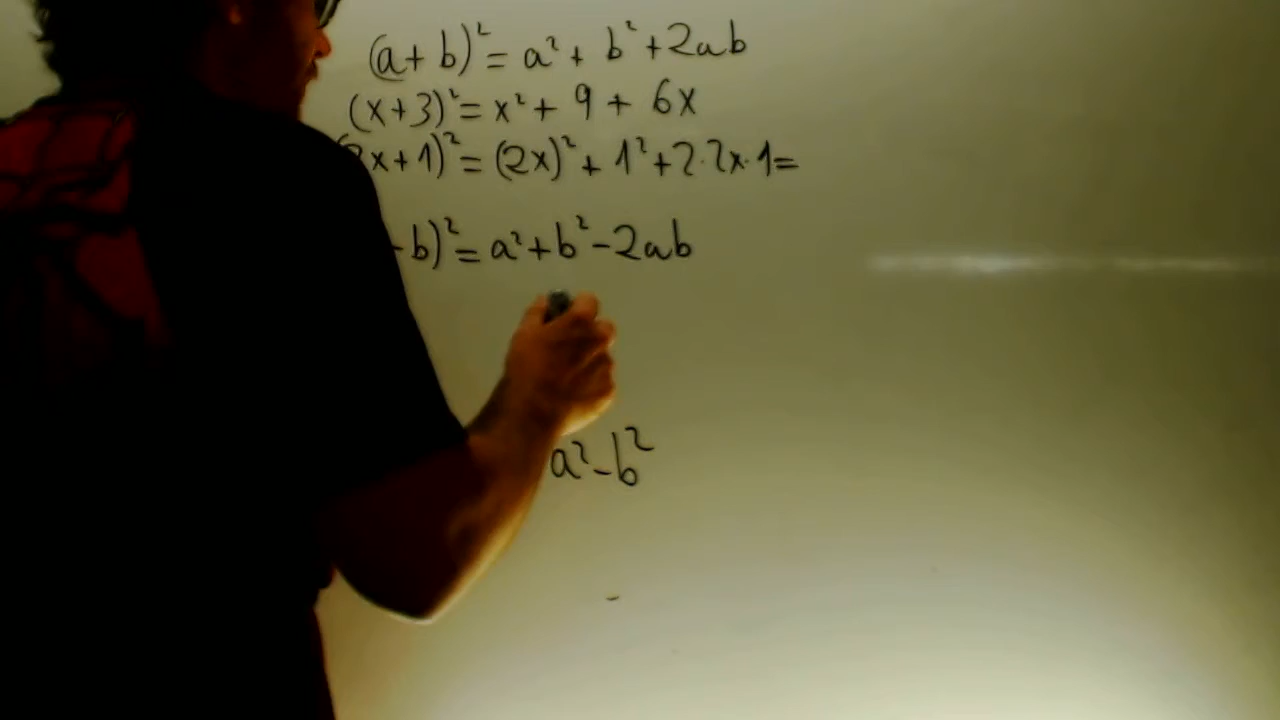 (a+b)²=a²+b²+2ab
(x+3)²=x²+9+6x
(2x+1)²=(2x)²+1²+2·2x·1=
-b)²=a²+b²-2ab
a²-b²